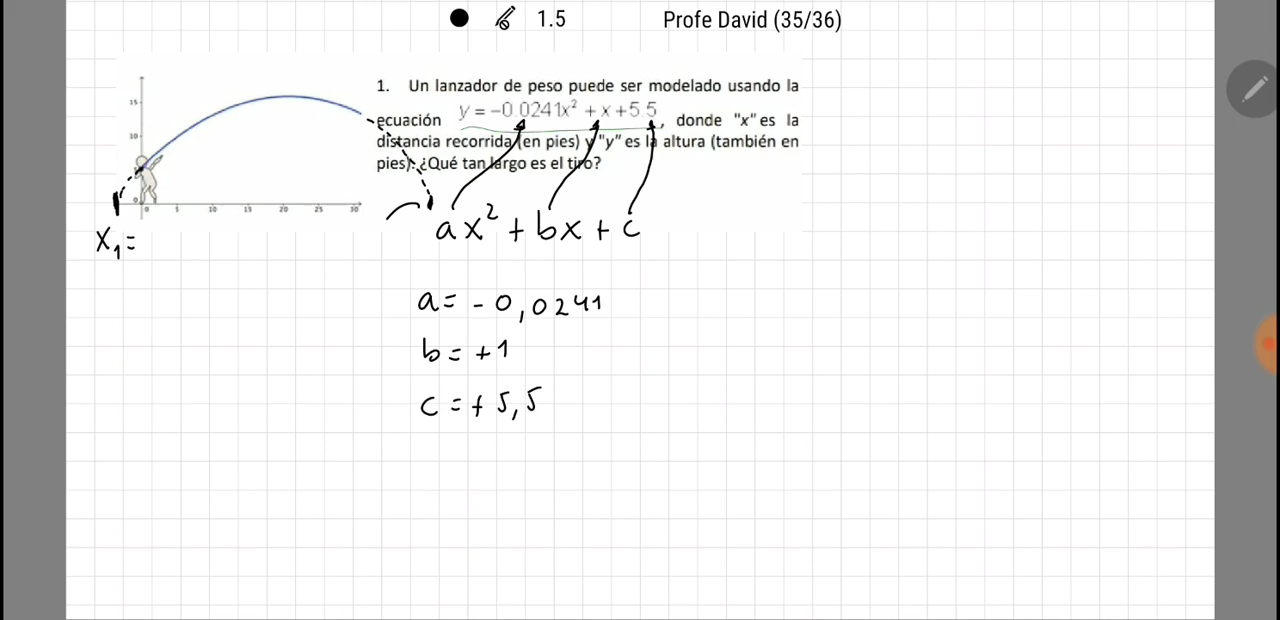 1.5 Profe David (35/36)
1. Un lanzador de peso puede ser modelado usando la
ecuación y = −0.0241x² + x + 5.5, donde "x" es la
distancia recorrida (en pies) y "y" es la altura (también en
pies). ¿Qué tan largo es el tiro?
15
10
0
0 5 10 15 20 25 30
ax² + bx + c
x₁ =
a = - 0,0241
b = +1
c = + 5,5